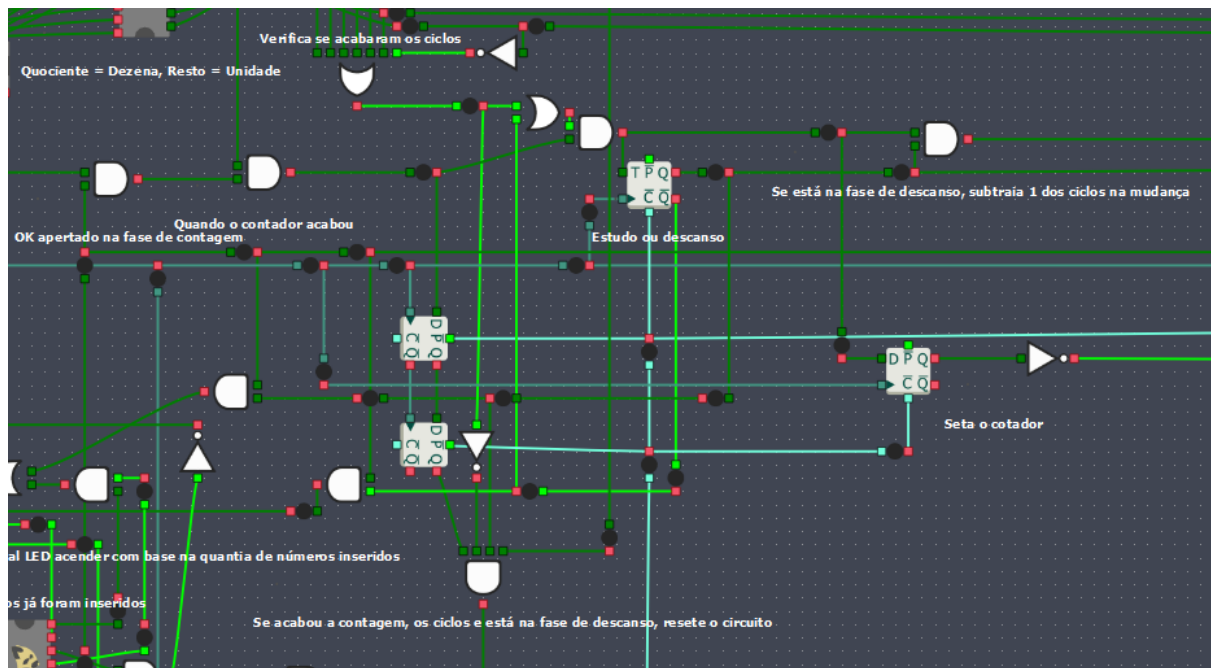 Verifica se acabaram os ciclos
Quociente = Dezena, Resto = Unidade
T P Q
C Q
Se está na fase de descanso, subtraía 1 dos ciclos na mudança
Quando o contador acabou
OK apertado na fase de contagem
Estudo ou descanso
D P Q
C Q
D P Q
C Q
Seta o cotador
D P Q
C Q
al LED acender com base na quantia de números inseridos
os já foram inseridos
Se acabou a contagem, os ciclos e está na fase de descanso, resete o circuito